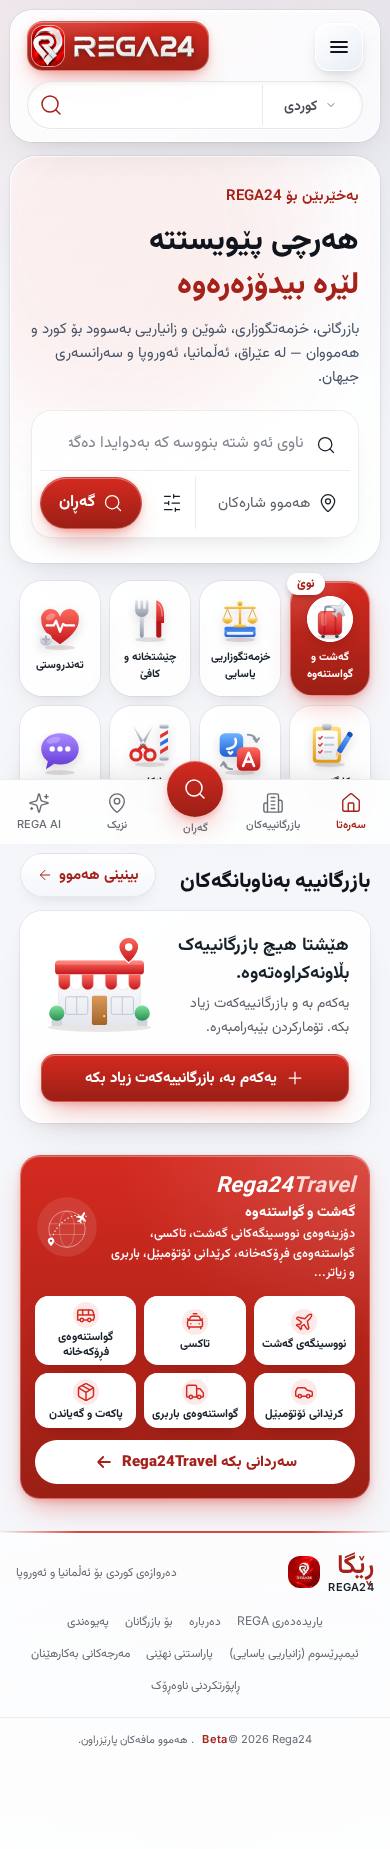 REGA24
کوردی
بەخێربێن بۆ REGA24
هەرچی پێویستتە
لێرە بیدۆزەرەوە
بازرگانی، خزمەتگوزاری، شوێن و زانیاریی بەسوود بۆ کورد و
هەمووان — لە عێراق، ئەڵمانیا، ئەوروپا و سەرانسەری
جیهان.
ناوی ئەو شتە بنووسە کە بەدوایدا دەگە
هەموو شارەکان
گەڕان
نوێ
گەشت و
گواستنەوە
خزمەتگوزاریی
یاسایی
چێشتخانە و
کافێ
تەندروستی
سەرەتا
بازرگانییەکان
گەڕان
نزیک
REGA AI
بازرگانییە بەناوبانگەکان
بینینی هەموو
هێشتا هیچ بازرگانییەک
بڵاونەکراوەتەوە.
یەکەم بە و بازرگانییەکەت زیاد
بکە. تۆمارکردن بێبەرامبەرە.
یەکەم بە، بازرگانییەکەت زیاد بکە
Rega24Travel
گەشت و گواستنەوە
دۆزینەوەی نووسینگەکانی گەشت، تاکسی،
گواستنەوەی فڕۆکەخانە، کرێدانی ئۆتۆمبێل، باربری
و زیاتر...
نووسینگەی گەشت
تاکسی
گواستنەوەی
فڕۆکەخانە
کرێدانی ئۆتۆمبێل
گواستنەوەی باربری
پاکەت و گەیاندن
سەردانی بکە Rega24Travel
ڕێگا
REGA24
دەروازەی کوردی بۆ ئەڵمانیا و ئەوروپا
یاریدەدەری REGA
دەربارە
بۆ بازرگانان
پەیوەندی
ئیمپرێسوم (زانیاریی یاسایی)
پاراستنی نهێنی
مەرجەکانی بەکارهێنان
ڕاپۆرتکردنی ناوەڕۆک
© 2026 Rega24 Beta . هەموو مافەکان پارێزراون.